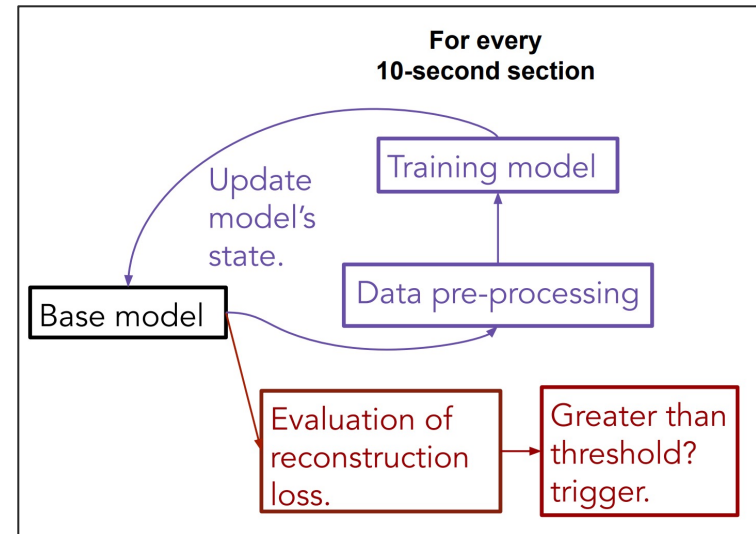 For every
10-second section
Training model
Update
model's
state.
Data pre-processing
Base model
Evaluation of
reconstruction
loss.
Greater than
threshold?
trigger.